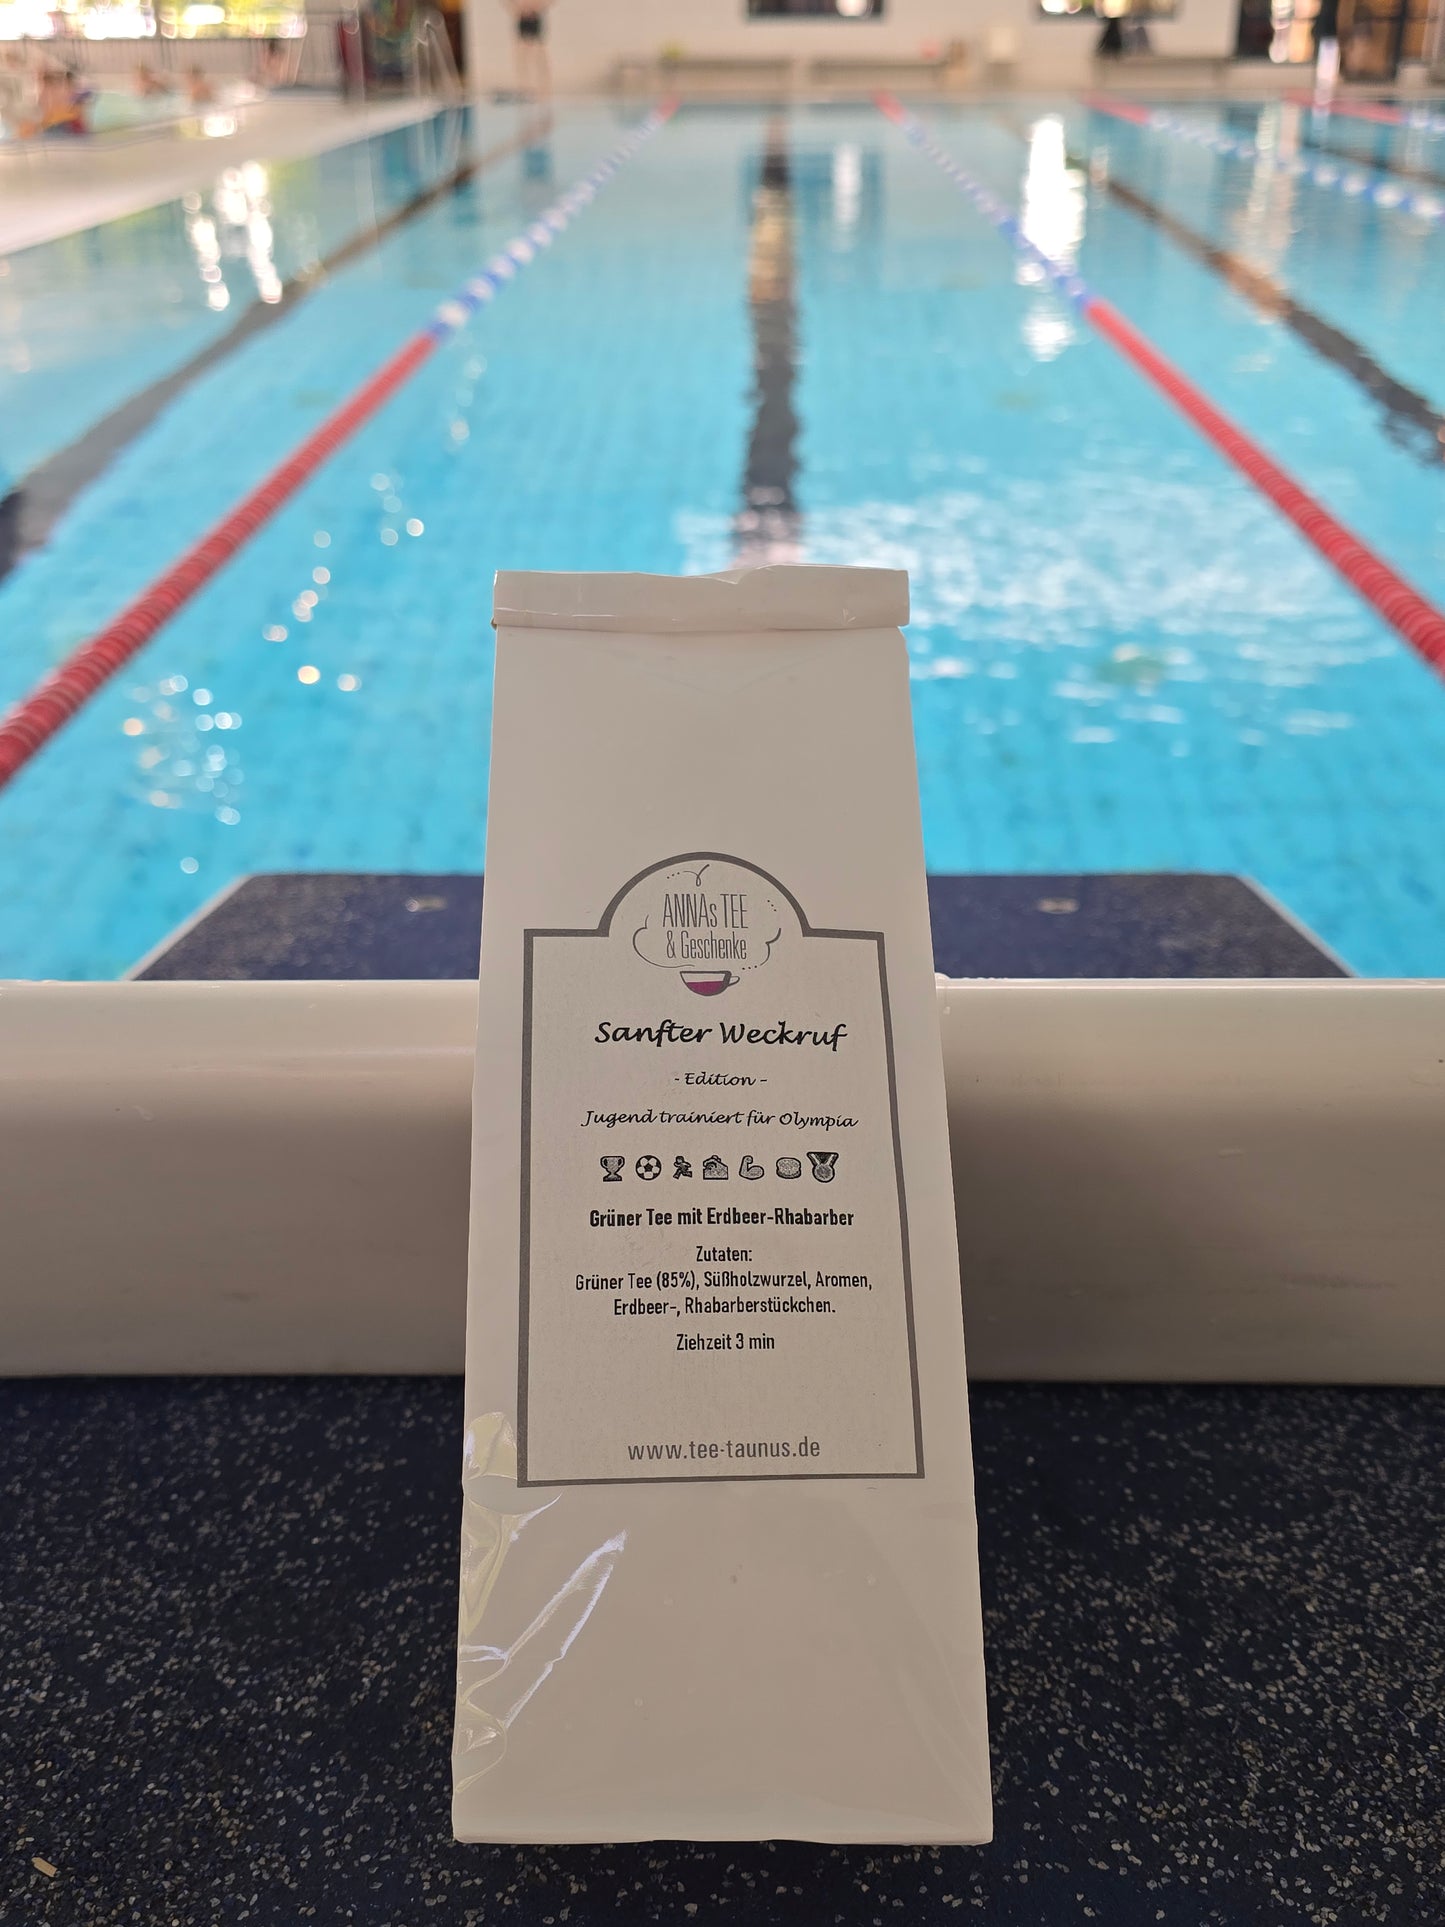 ANNAs TEE
& Geschenke
Sanfter Weckruf
- Edition -
Jugend trainiert für Olympia
Grüner Tee mit Erdbeer-Rhabarber
Zutaten:
Grüner Tee (85%), Süßholzwurzel, Aromen,
Erdbeer-, Rhabarberstückchen.
Ziehzeit 3 min
www.tee-taunus.de